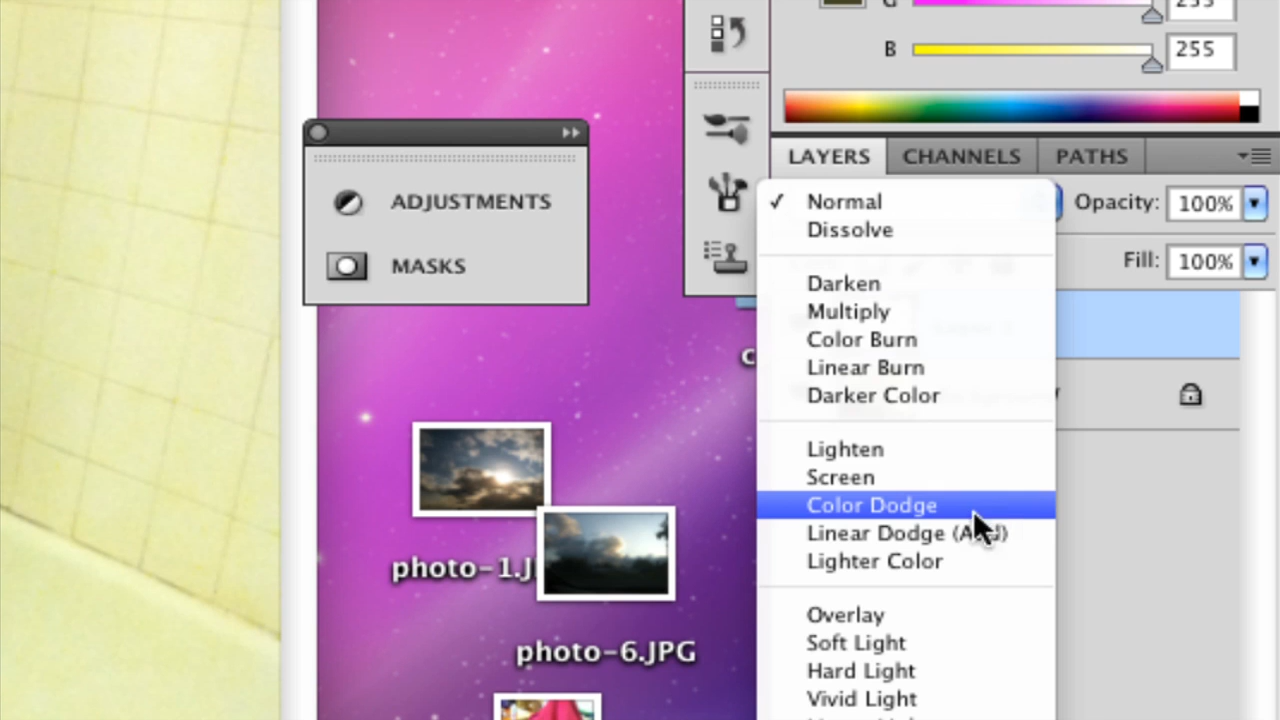 G 255
B 255
LAYERS CHANNELS PATHS
ADJUSTMENTS
MASKS
Normal
Dissolve
Opacity: 100%
Fill: 100%
Darken
Multiply
Color Burn
Linear Burn
Darker Color
Lighten
Screen
Color Dodge
Linear Dodge (Add)
Lighter Color
Overlay
Soft Light
Hard Light
Vivid Light
c
photo-1.J
photo-6.JPG